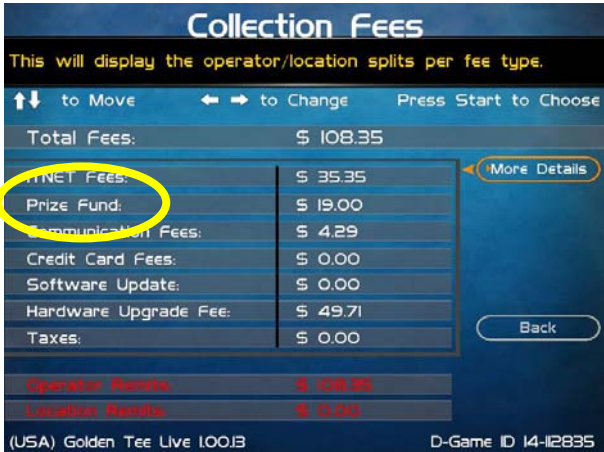 Collection Fees
This will display the operator/location splits per fee type.
to Move to Change Press Start to Choose
Total Fees: $ 108.35
ITNET Fees: $ 35.35
More Details
Prize Fund: $ 19.00
Communication Fees: $ 4.29
Credit Card Fees: $ 0.00
Software Update: $ 0.00
Hardware Upgrade Fee: $ 49.71
Back
Taxes: $ 0.00
Operator Remits: $ 108.35
Location Remits: $ 0.00
(USA) Golden Tee Live 1.00.13 D-Game ID 14-112835